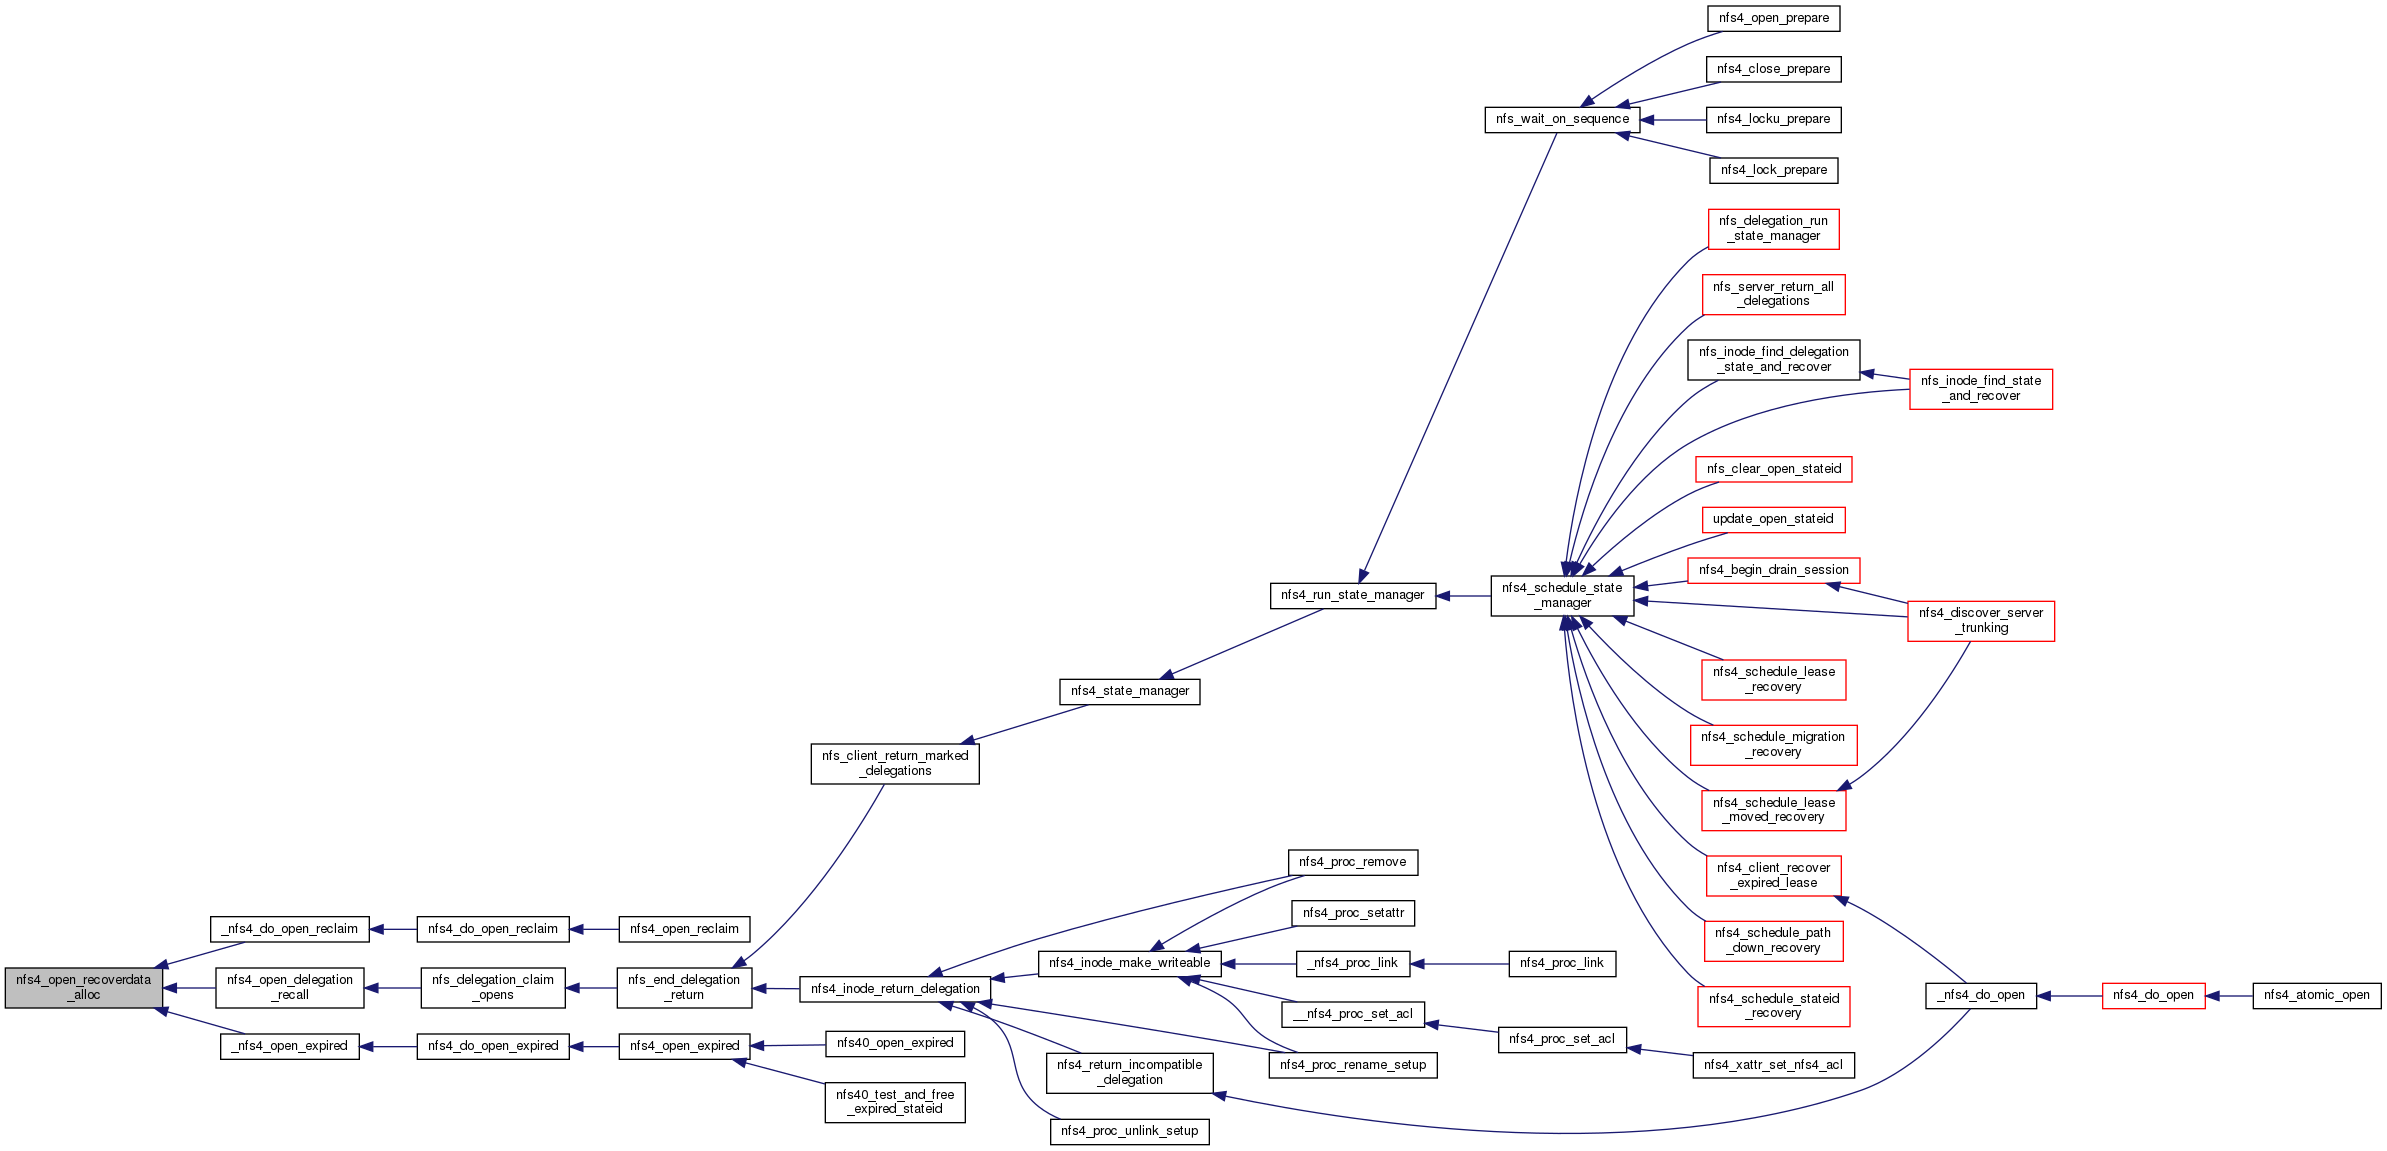 nfs4_open_prepare
nfs4_close_prepare
nfs_wait_on_sequence
nfs4_locku_prepare
nfs4_lock_prepare
nfs_delegation_run
_state_manager
nfs_server_return_all
_delegations
nfs_inode_find_delegation
_state_and_recover
nfs_inode_find_state
_and_recover
nfs_clear_open_stateid
update_open_stateid
nfs4_begin_drain_session
nfs4_run_state_manager
nfs4_schedule_state
_manager
nfs4_discover_server
_trunking
nfs4_schedule_lease
_recovery
nfs4_state_manager
nfs4_schedule_migration
_recovery
nfs_client_return_marked
_delegations
nfs4_schedule_lease
_moved_recovery
nfs4_proc_remove
nfs4_client_recover
_expired_lease
nfs4_proc_setattr
_nfs4_do_open_reclaim
nfs4_do_open_reclaim
nfs4_open_reclaim
nfs4_schedule_path
_down_recovery
nfs4_inode_make_writeable
_nfs4_proc_link
nfs4_proc_link
nfs4_open_recoverdata
_alloc
nfs4_open_delegation
_recall
nfs_delegation_claim
_opens
nfs_end_delegation
_return
nfs4_inode_return_delegation
nfs4_schedule_stateid
_recovery
_nfs4_do_open
nfs4_do_open
nfs4_atomic_open
__nfs4_proc_set_acl
nfs4_proc_set_acl
_nfs4_open_expired
nfs4_do_open_expired
nfs4_open_expired
nfs40_open_expired
nfs4_return_incompatible
_delegation
nfs4_proc_rename_setup
nfs4_xattr_set_nfs4_acl
nfs40_test_and_free
_expired_stateid
nfs4_proc_unlink_setup